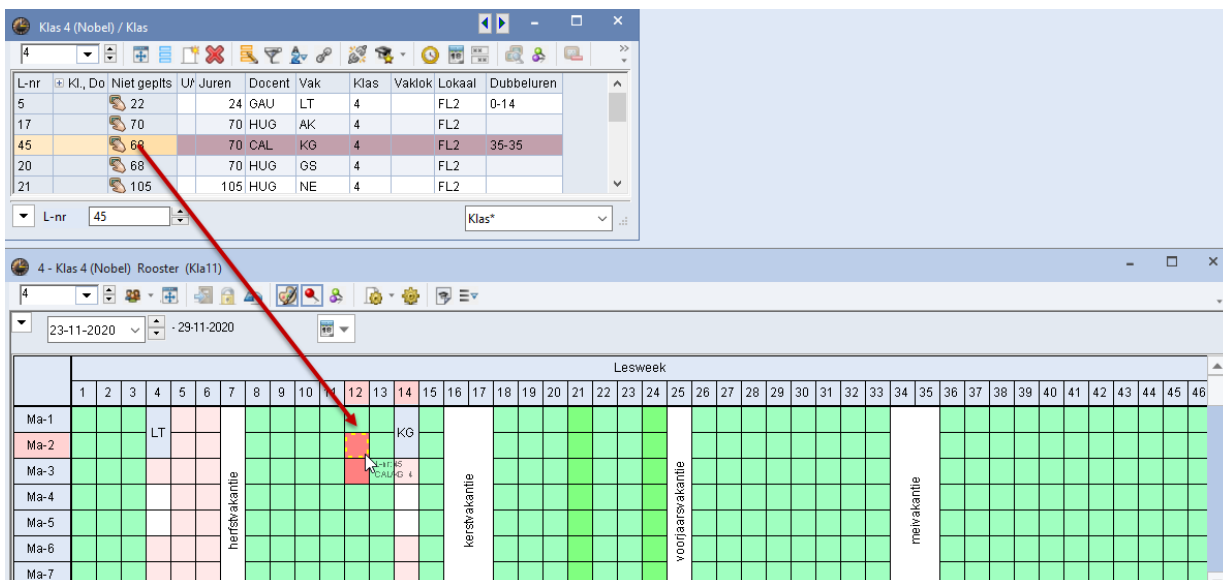 Klas 4 (Nobel) / Klas
4
L-nr Kl., Do Niet geplts U/ Juren Docent Vak Klas Vaklok Lokaal Dubbeluren
5 22 24 GAU LT 4 FL2 0-14
17 70 70 HUG AK 4 FL2
45 68 70 CAL KG 4 FL2 35-35
20 68 70 HUG GS 4 FL2
21 105 105 HUG NE 4 FL2
L-nr 45 Klas*
4 - Klas 4 (Nobel) Rooster (Kla11)
4
23-11-2020 - 29-11-2020
Lesweek
1 2 3 4 5 6 7 8 9 10 11 12 13 14 15 16 17 18 19 20 21 22 23 24 25 26 27 28 29 30 31 32 33 34 35 36 37 38 39 40 41 42 43 44 45 46
Ma-1
LT KG
Ma-2
Ma-3
L-nr:45
CAL 4
Ma-4
Ma-5
Ma-6
Ma-7
herfstvakantie
kerstvakantie
voorjaarsvakantie
meivakantie